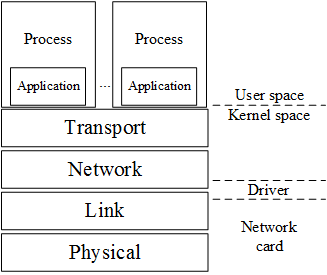 Process Process
Application ... Application
User space
Kernel space
Transport
Network
Driver
Link
Network
card
Physical